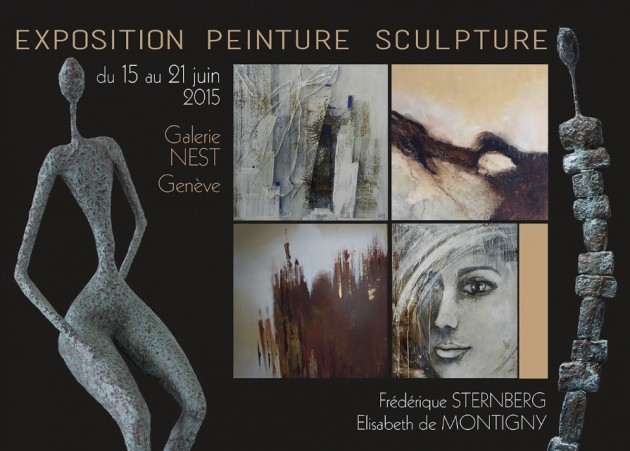 EXPOSITION PEINTURE SCULPTURE
du 15 au 21 juin
2015
Galerie
NEST
Genève
Frédérique STERNBERG
Elisabeth de MONTIGNY